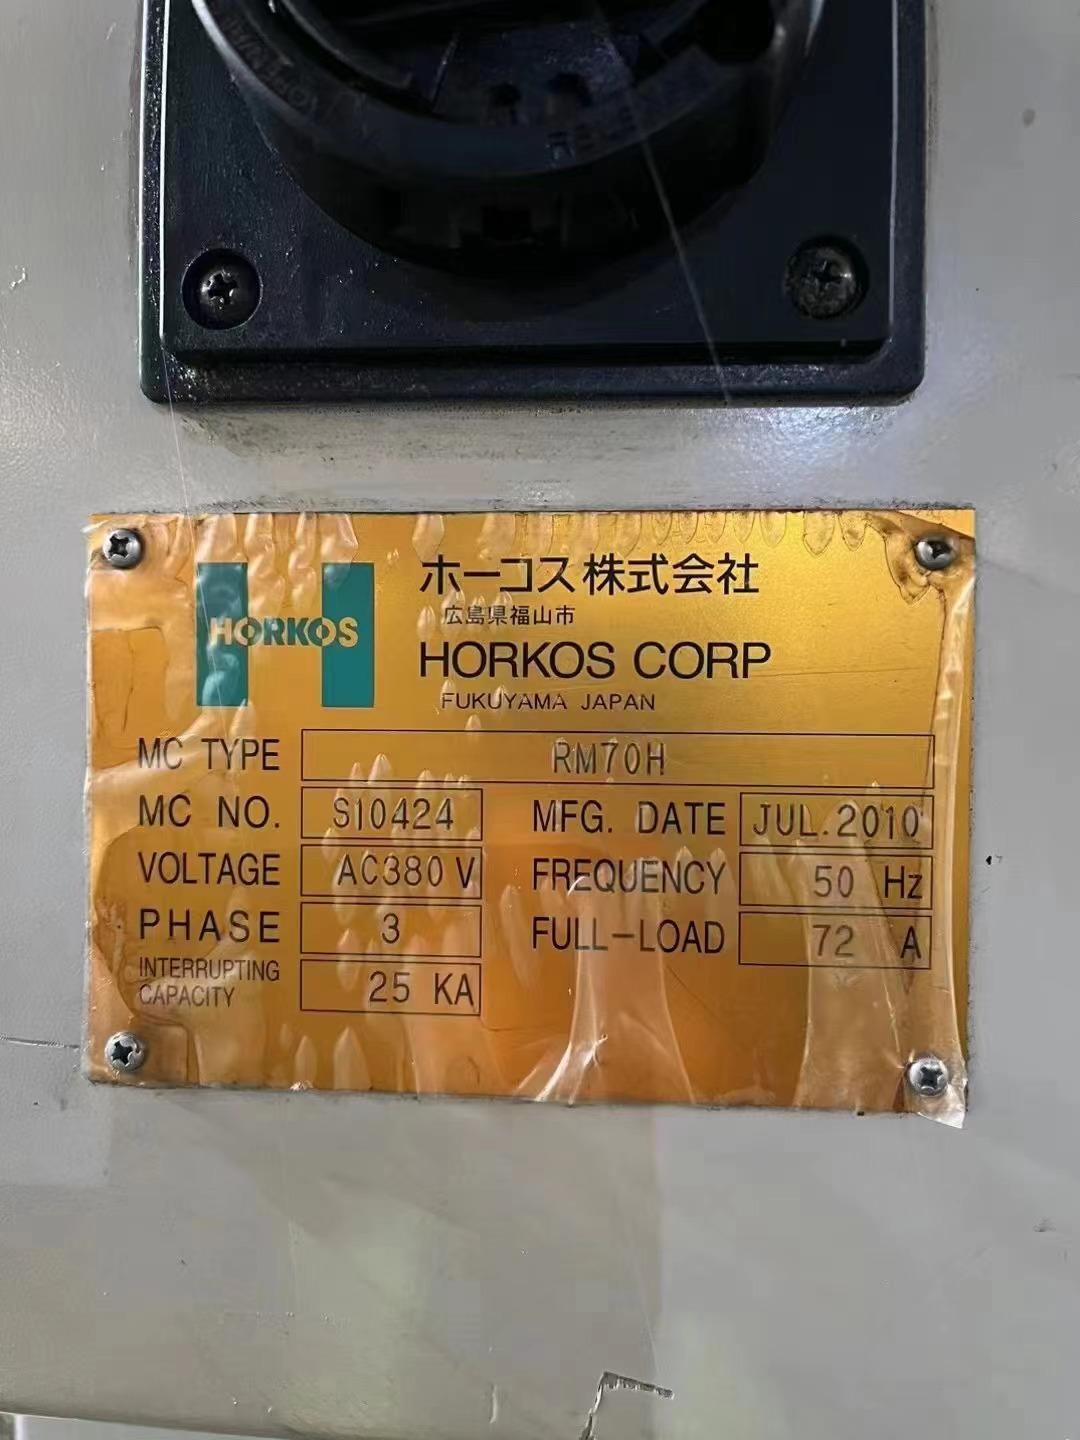 HORKOS
ホーコス株式会社
広島県福山市
HORKOS CORP
FUKUYAMA JAPAN
MC TYPE RM70H
MC NO. S10424 MFG. DATE JUL.2010
VOLTAGE AC380 V FREQUENCY 50 Hz
PHASE 3 FULL-LOAD 72 A
INTERRUPTING CAPACITY 25 KA